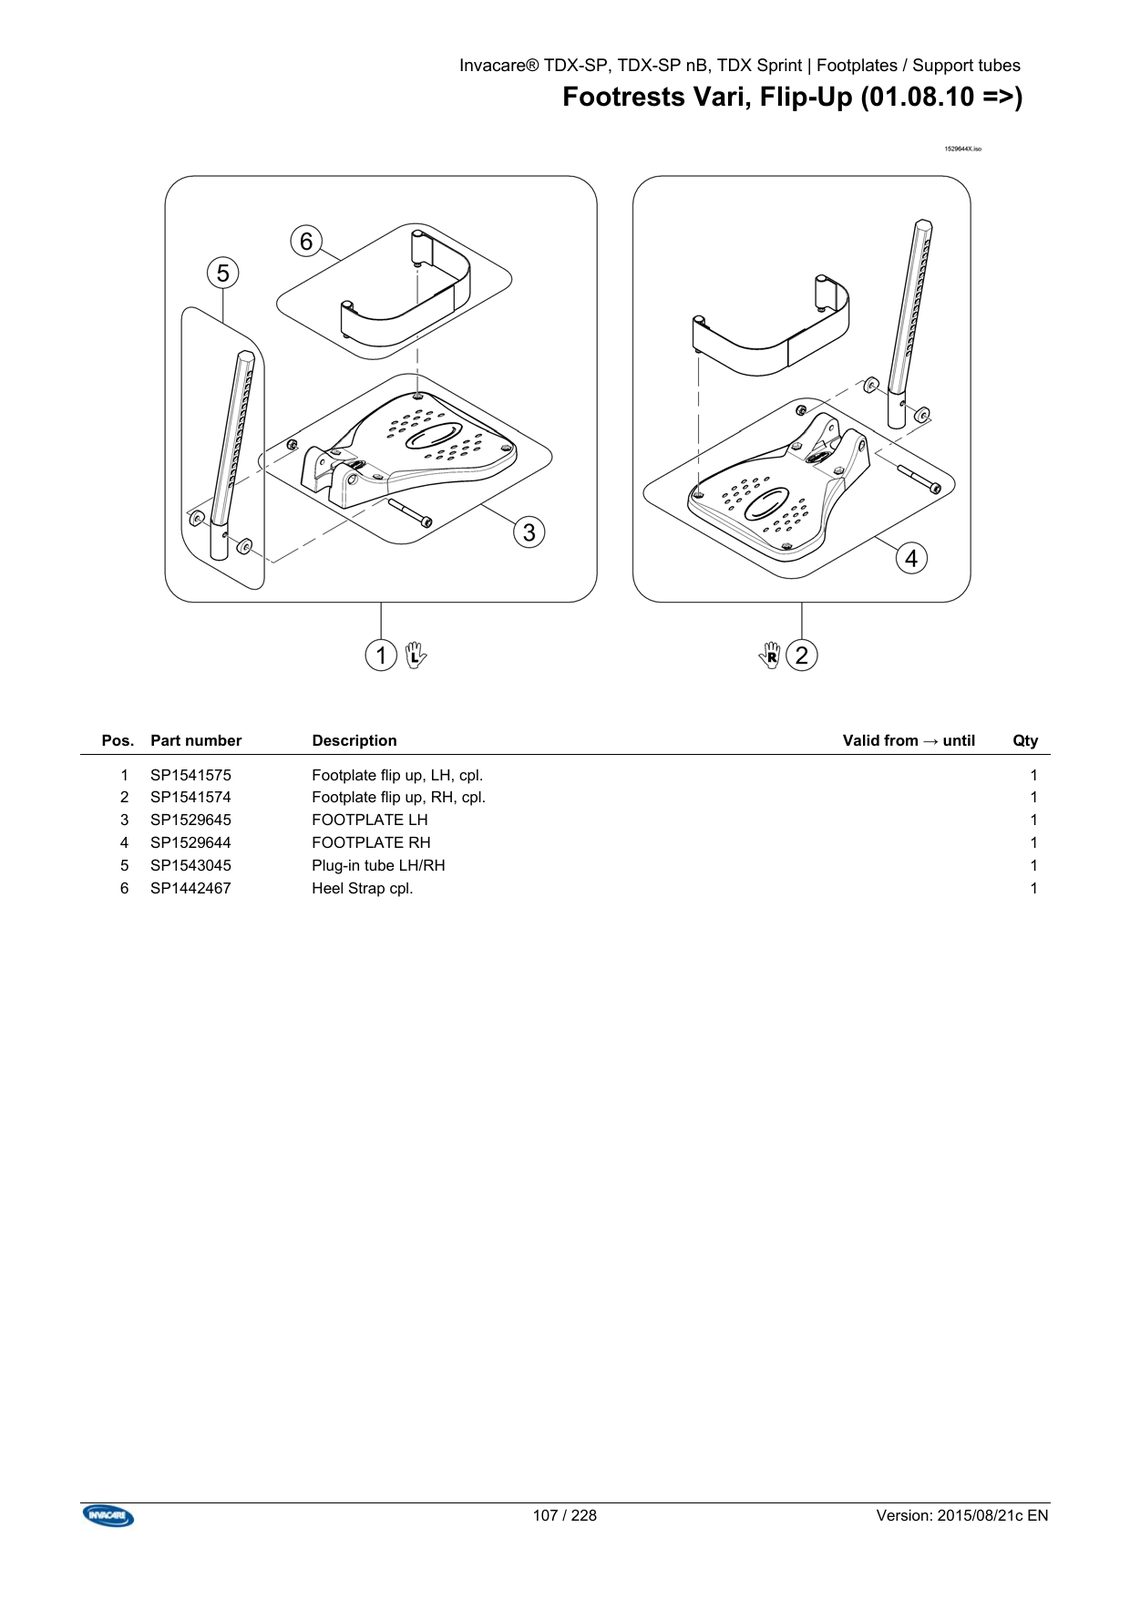 Invacare® TDX-SP, TDX-SP nB, TDX Sprint | Footplates / Support tubes
Footrests Vari, Flip-Up (01.08.10 =>)
1529644X.iso
6
5
3
4
1 L
R 2
Pos. Part number Description Valid from → until Qty
1 SP1541575 Footplate flip up, LH, cpl. 1
2 SP1541574 Footplate flip up, RH, cpl. 1
3 SP1529645 FOOTPLATE LH 1
4 SP1529644 FOOTPLATE RH 1
5 SP1543045 Plug-in tube LH/RH 1
6 SP1442467 Heel Strap cpl. 1
INVACARE 107 / 228 Version: 2015/08/21c EN